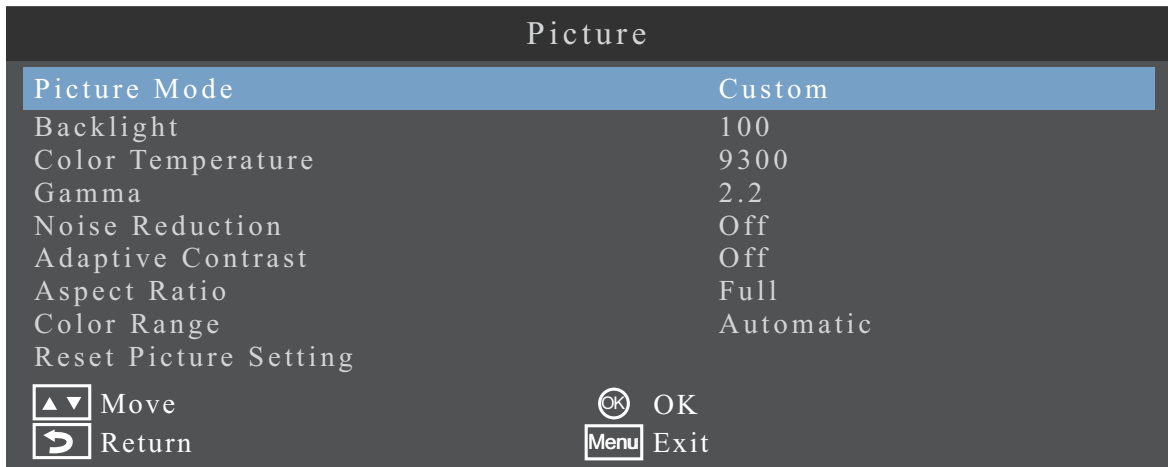 Picture
Picture Mode Custom
Backlight 100
Color Temperature 9300
Gamma 2.2
Noise Reduction Off
Adaptive Contrast Off
Aspect Ratio Full
Color Range Automatic
Reset Picture Setting
▲▼ Move OK OK
Return Menu Exit